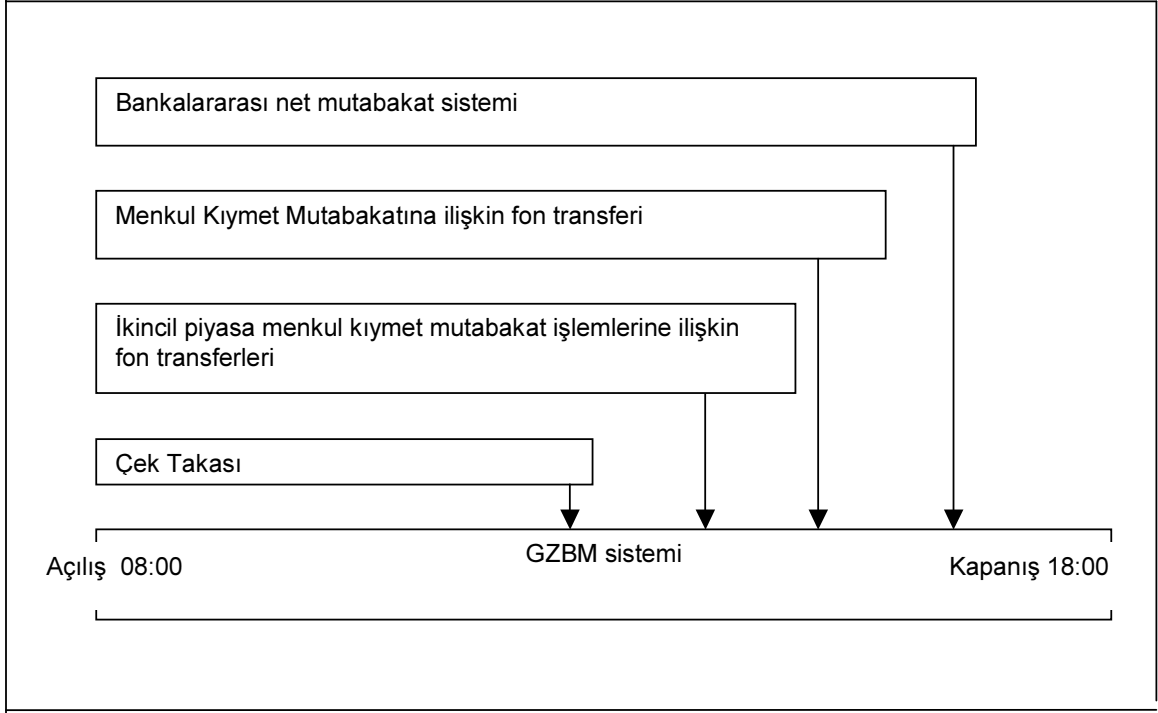 Bankalararası net mutabakat sistemi
Menkul Kıymet Mutabakatına ilişkin fon transferi
İkincil piyasa menkul kıymet mutabakat işlemlerine ilişkin
fon transferleri
Çek Takası
GZBM sistemi
Açılış 08:00
Kapanış 18:00